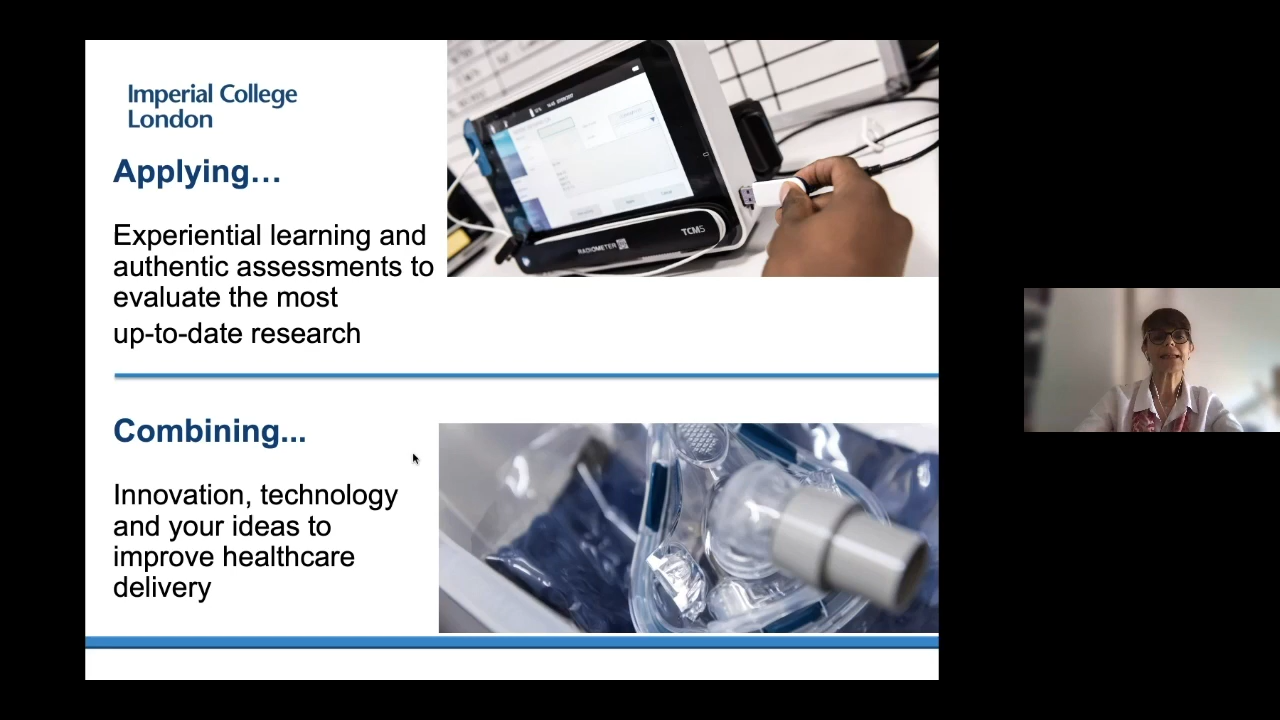 Imperial College
London
Applying…
Experiential learning and
authentic assessments to
evaluate the most
up-to-date research
RADIOMETER
TCM5
Combining...
Innovation, technology
and your ideas to
improve healthcare
delivery